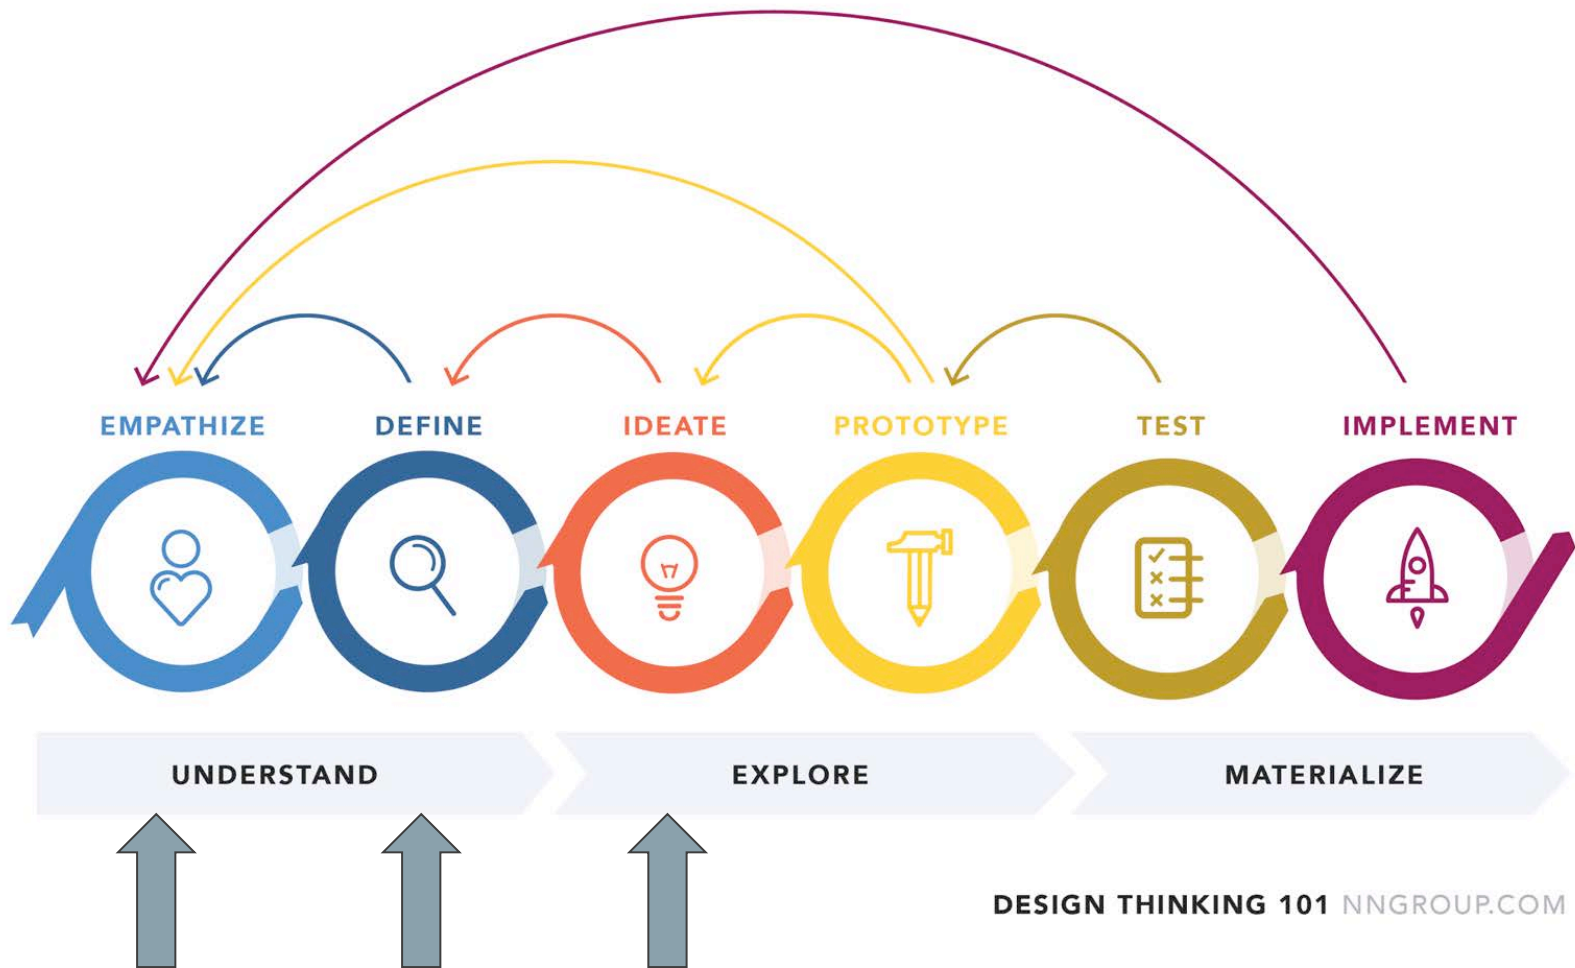 EMPATHIZE DEFINE IDEATE PROTOTYPE TEST IMPLEMENT
UNDERSTAND EXPLORE MATERIALIZE
DESIGN THINKING 101 NNGROUP.COM